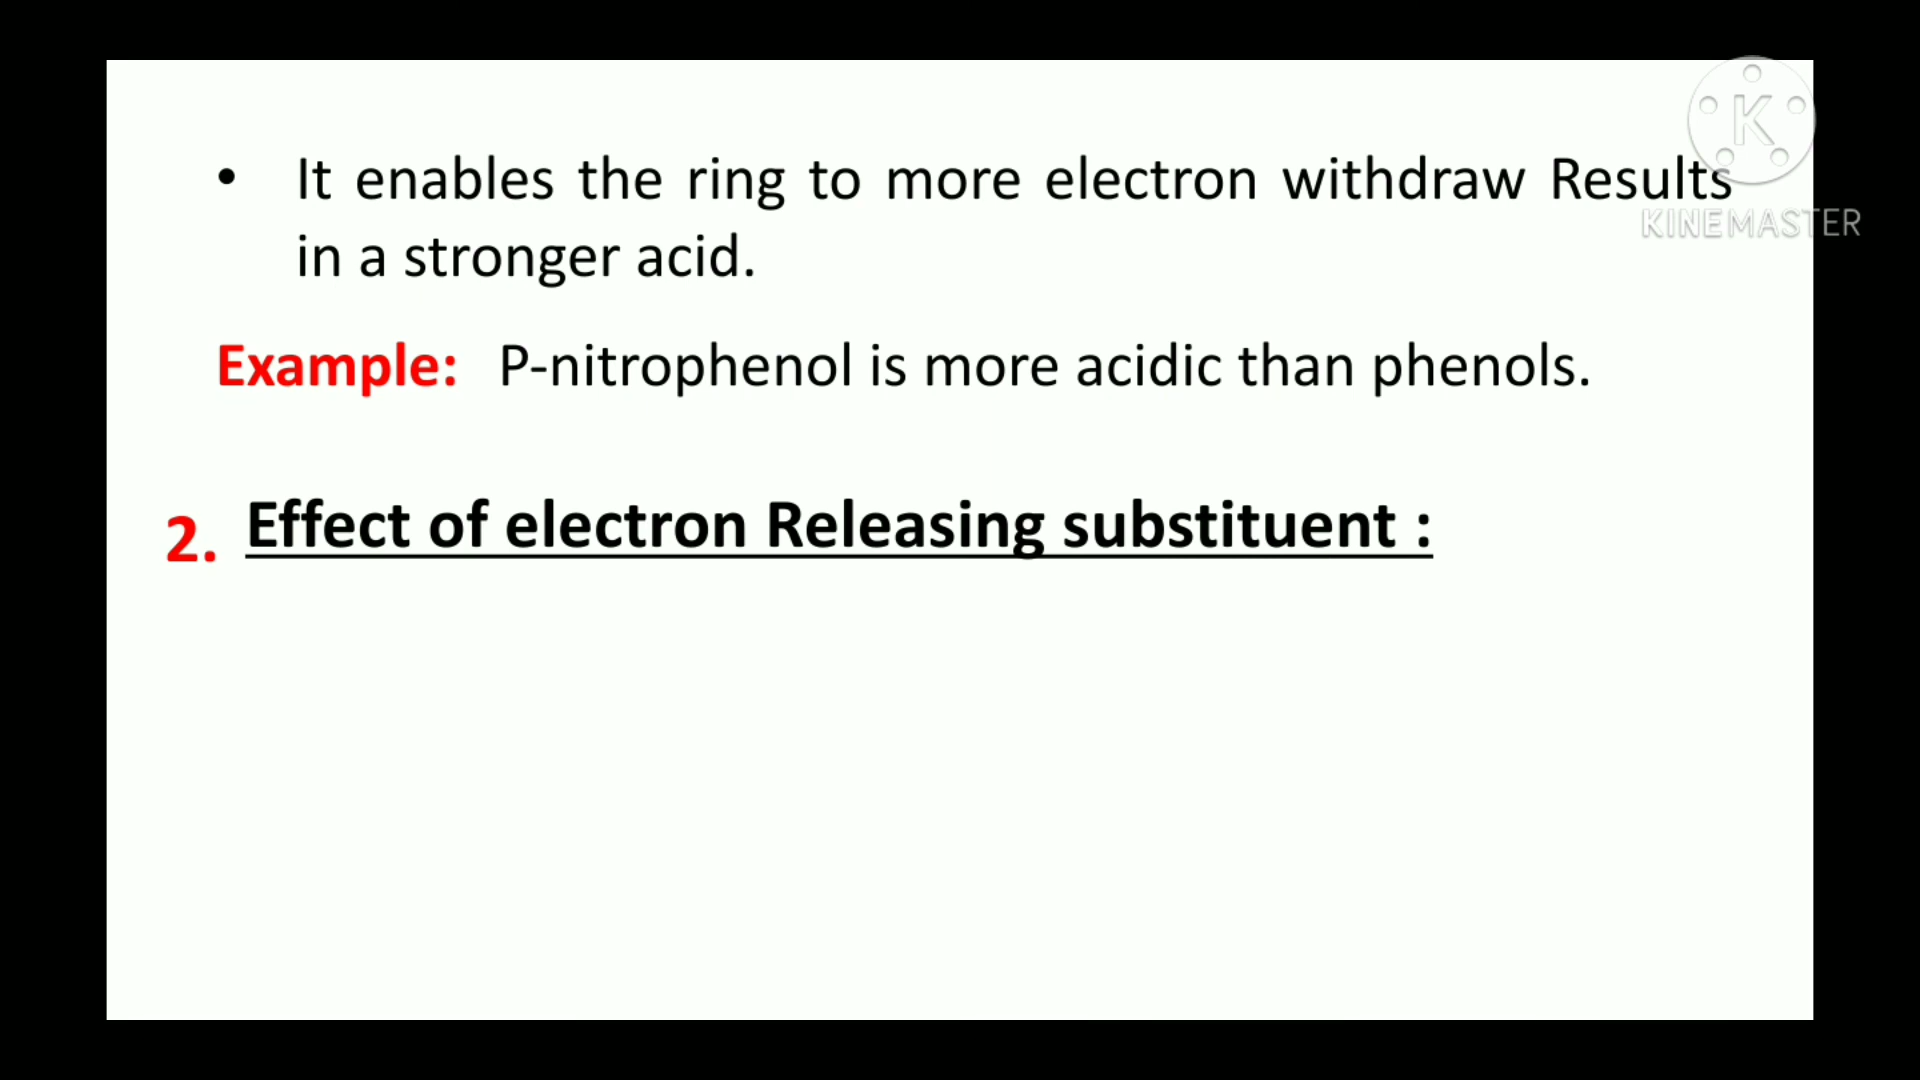 • It enables the ring to more electron withdraw Results
in a stronger acid.
Example: P-nitrophenol is more acidic than phenols.
2. Effect of electron Releasing substituent :
K
KINEMASTER